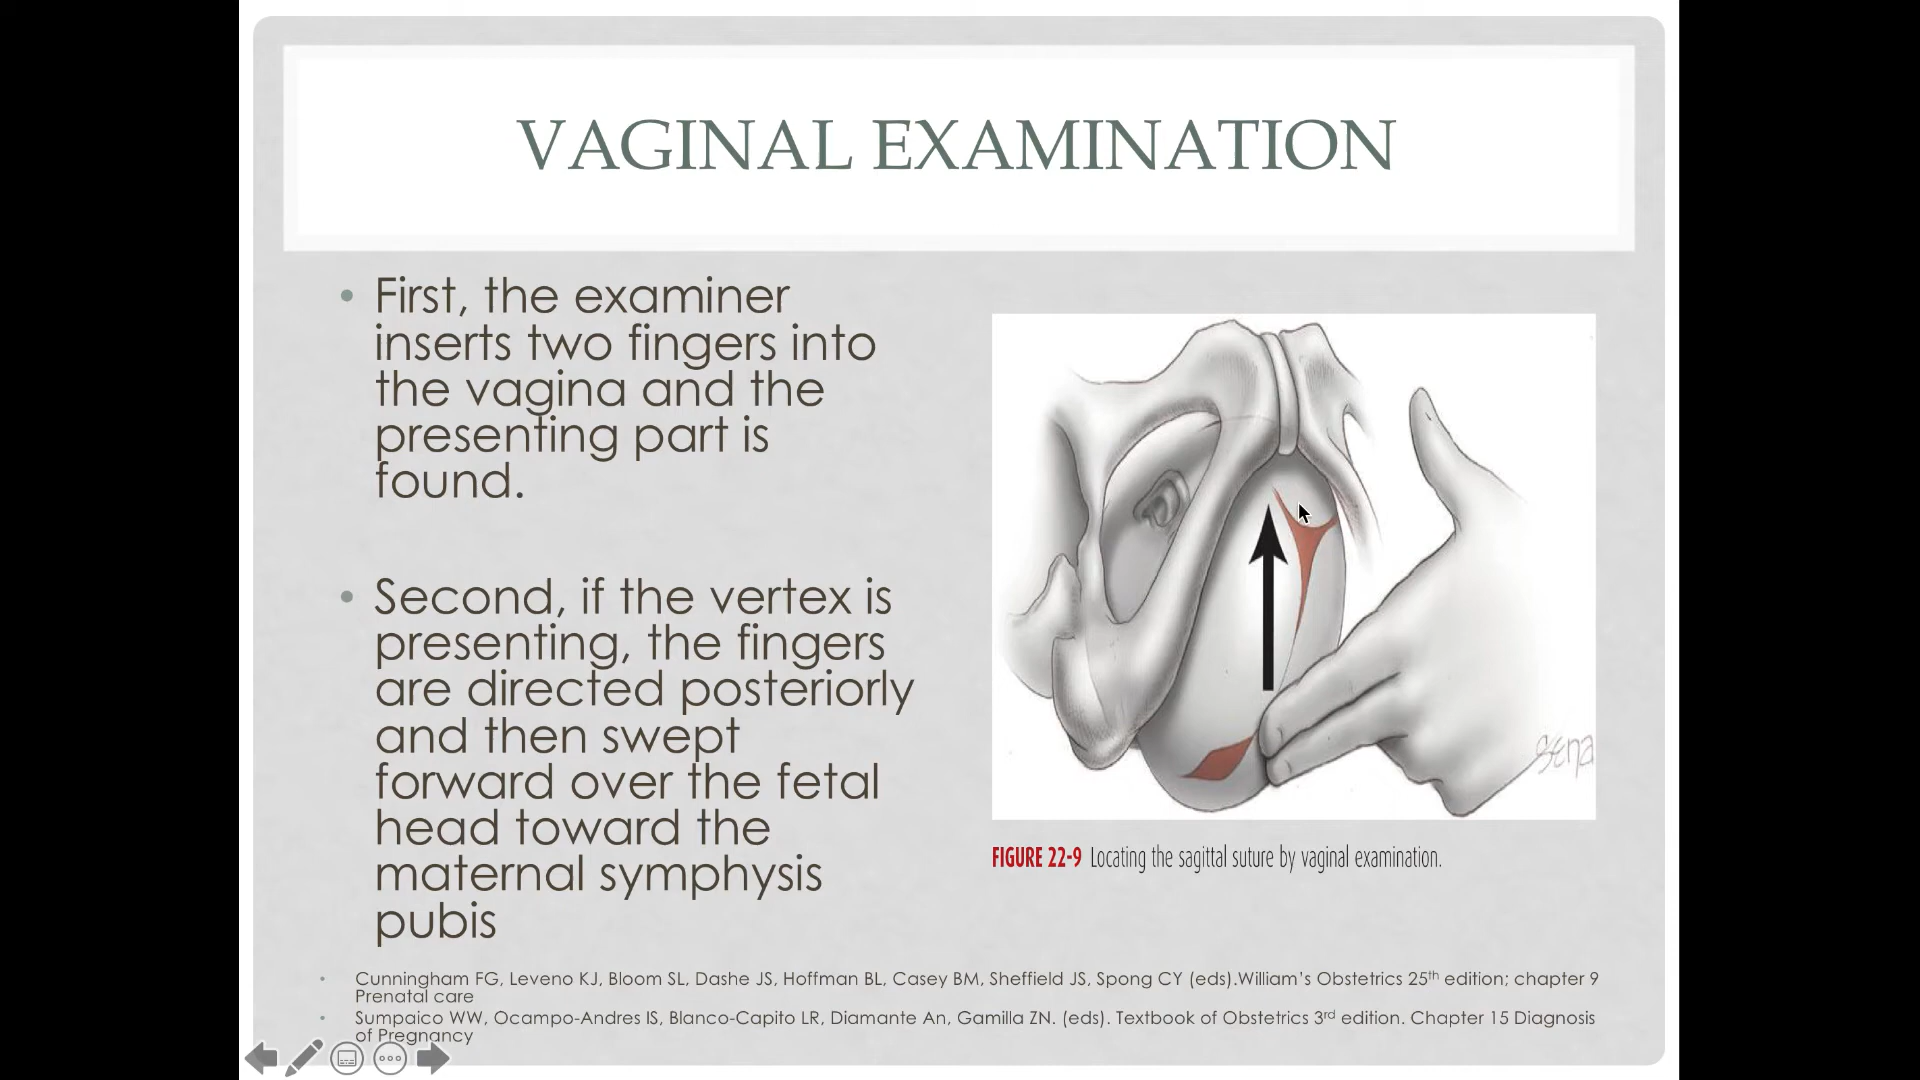 VAGINAL EXAMINATION
• First, the examiner
inserts two fingers into
the vagina and the
presenting part is
found.
• Second, if the vertex is
presenting, the fingers
are directed posteriorly
and then swept
forward over the fetal
head toward the
maternal symphysis
pubis
Sena
FIGURE 22-9 Locating the sagittal suture by vaginal examination.
• Cunningham FG, Leveno KJ, Bloom SL, Dashe JS, Hoffman BL, Casey BM, Sheffield JS, Spong CY (eds).William’s Obstetrics 25th edition; chapter 9
Prenatal care
• Sumpaico WW, Ocampo-Andres IS, Blanco-Capito LR, Diamante An, Gamilla ZN. (eds). Textbook of Obstetrics 3rd edition. Chapter 15 Diagnosis
of Pregnancy